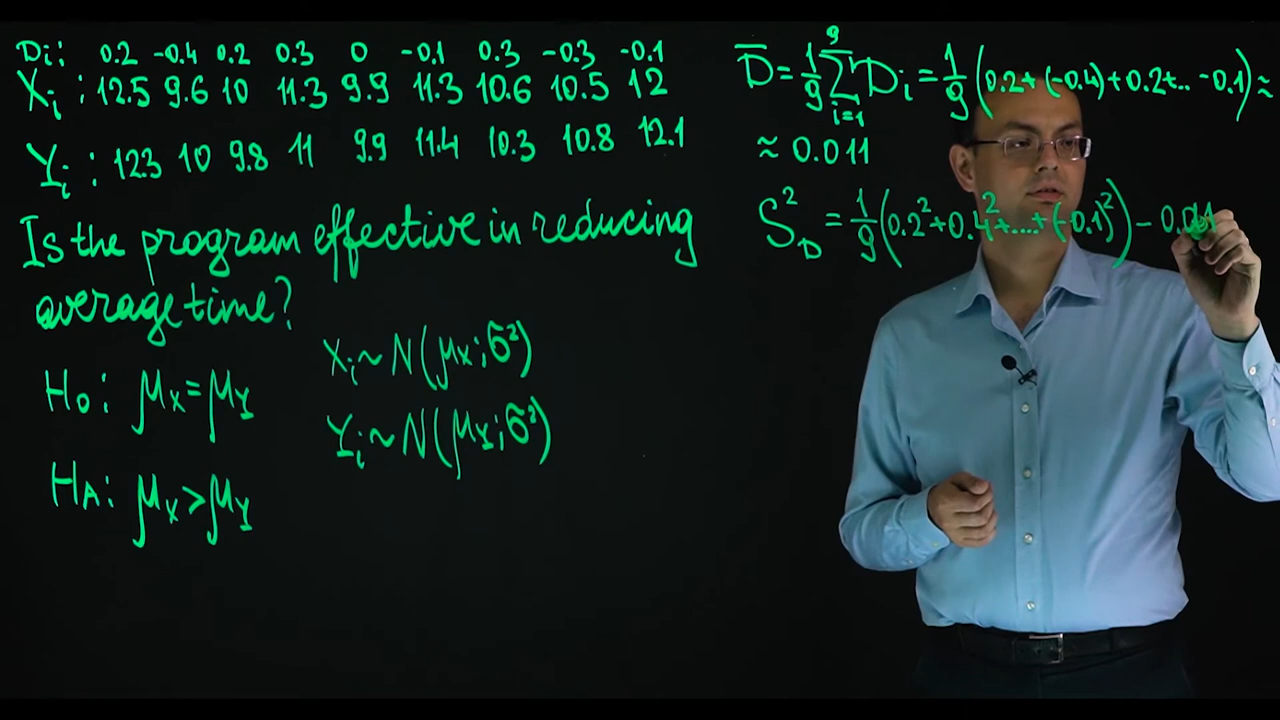 Di: 0.2 -0.4 0.2 0.3 0 -0.1 0.3 -0.3 -0.1
Xi: 12.5 9.6 10 11.3 9.9 11.3 10.6 10.5 12
Yi: 12.3 10 9.8 11 9.9 11.4 10.3 10.8 12.1
Is the program effective in reducing
average time?
H0: μX = μY
HA: μX > μY
Xi ~ N(μX; σ²)
Yi ~ N(μY; σ²)
D̅ = 1/9 ∑_{i=1}^{9} Di = 1/9 (0.2 + (-0.4) + 0.2 + .. - 0.1) ≈
≈ 0.011
S²_D = 1/9 (0.2² + 0.4² + .... + (-0.1)²) - 0.011